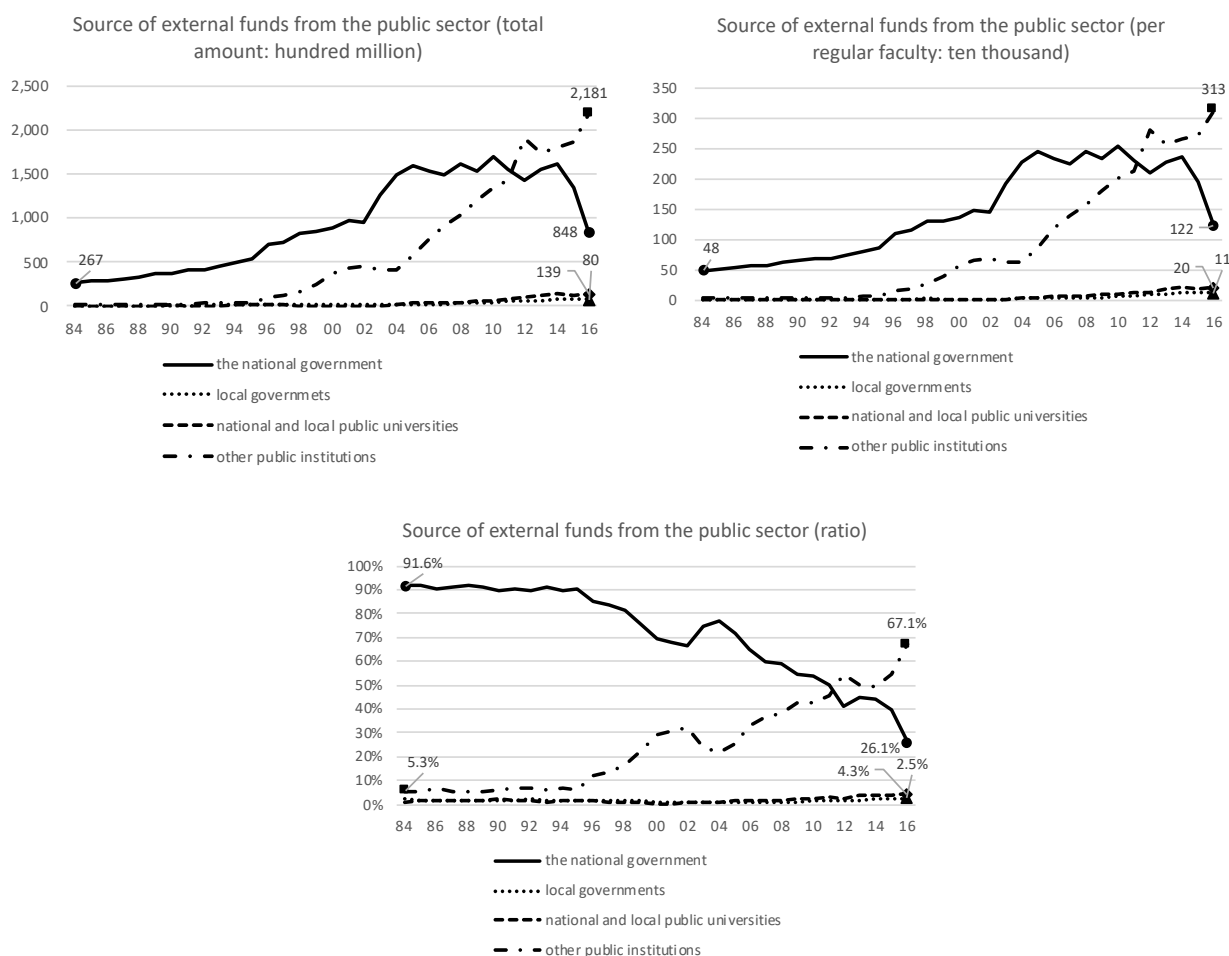 Source of external funds from the public sector (total
amount: hundred million)
2,500
2,000
1,500
1,000
500
0
2,181
267
848
80
139
84 86 88 90 92 94 96 98 00 02 04 06 08 10 12 14 16
the national government
local governmets
national and local public universities
other public institutions
Source of external funds from the public sector (per
regular faculty: ten thousand)
350
300
250
200
150
100
50
0
313
48
122
11
20
84 86 88 90 92 94 96 98 00 02 04 06 08 10 12 14 16
the national government
local governments
national and local public universities
other public institutions
Source of external funds from the public sector (ratio)
100%
90%
80%
70%
60%
50%
40%
30%
20%
10%
0%
91.6%
67.1%
5.3%
26.1%
2.5%
4.3%
84 86 88 90 92 94 96 98 00 02 04 06 08 10 12 14 16
the national government
local governments
national and local public universities
other public institutions